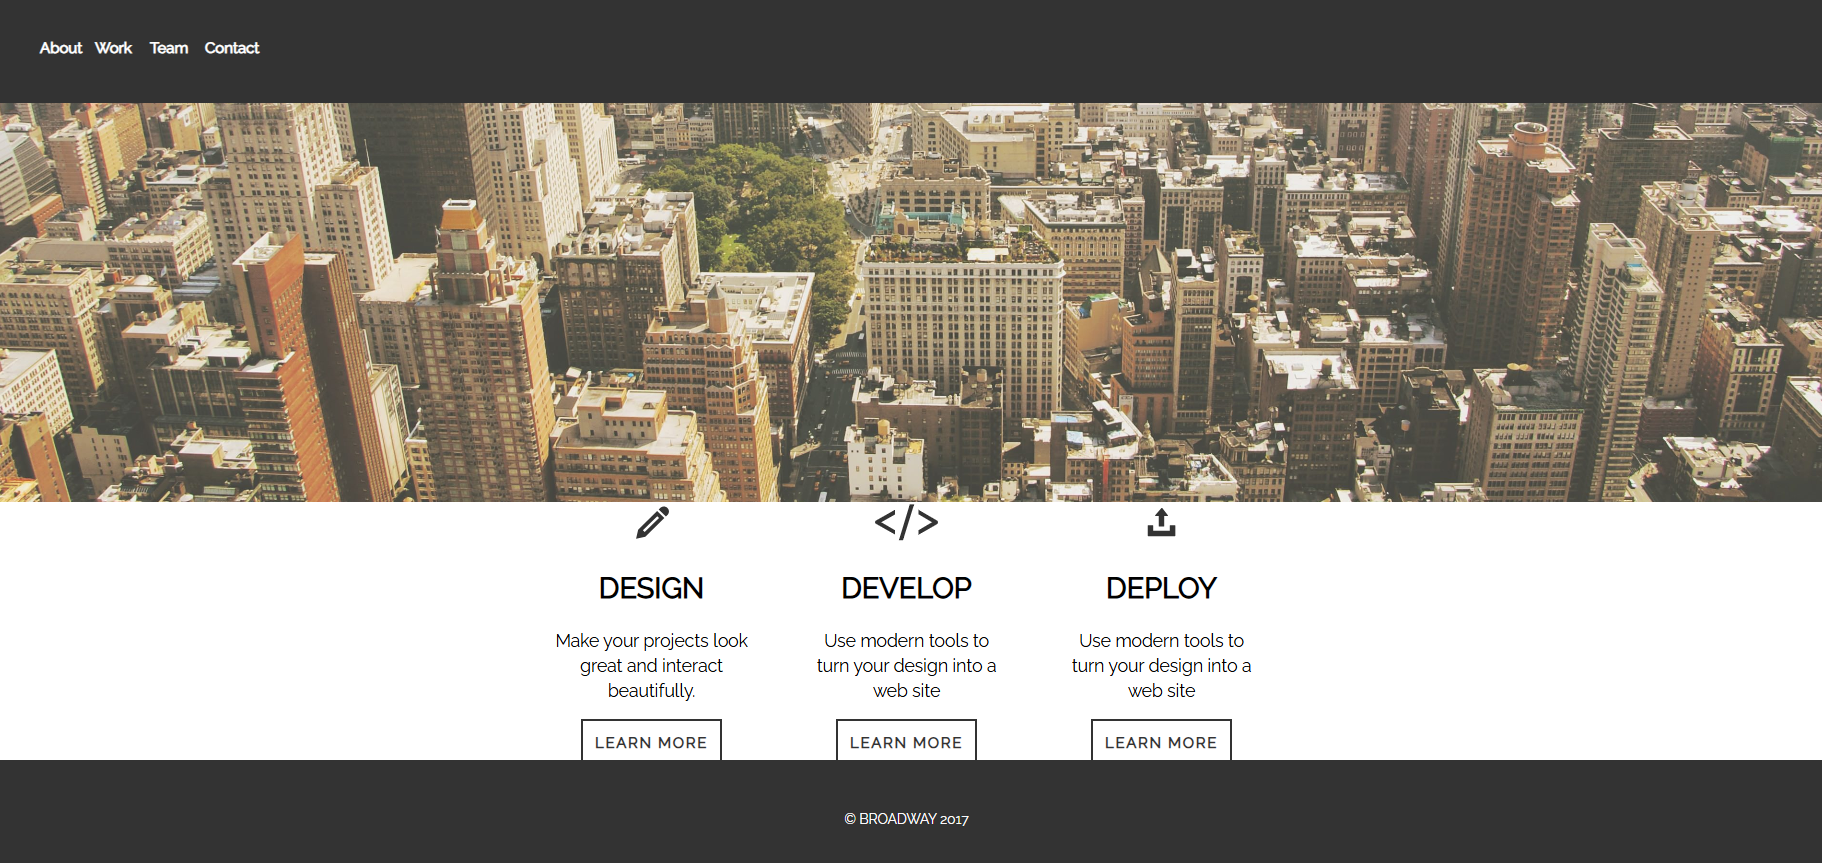 About Work Team Contact
</>
DESIGN
Make your projects look
great and interact
beautifully.
LEARN MORE
DEVELOP
Use modern tools to
turn your design into a
web site
LEARN MORE
DEPLOY
Use modern tools to
turn your design into a
web site
LEARN MORE
© BROADWAY 2017